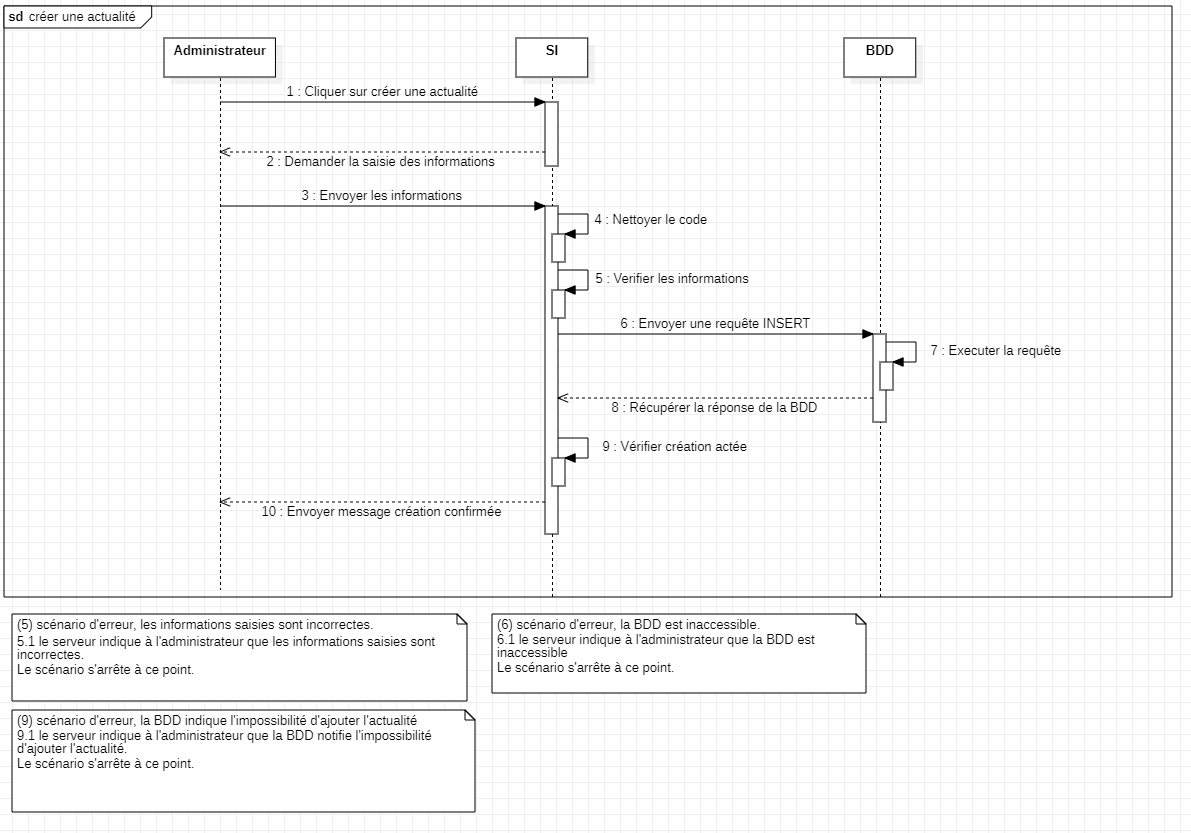 sd créer une actualité
Administrateur
SI
BDD
1 : Cliquer sur créer une actualité
2 : Demander la saisie des informations
3 : Envoyer les informations
4 : Nettoyer le code
5 : Verifier les informations
6 : Envoyer une requête INSERT
7 : Executer la requête
8 : Récupérer la réponse de la BDD
9 : Vérifier création actée
10 : Envoyer message création confirmée
(5) scénario d'erreur, les informations saisies sont incorrectes.
5.1 le serveur indique à l'administrateur que les informations saisies sont
incorrectes.
Le scénario s'arrête à ce point.
(6) scénario d'erreur, la BDD est inaccessible.
6.1 le serveur indique à l'administrateur que la BDD est
inaccessible
Le scénario s'arrête à ce point.
(9) scénario d'erreur, la BDD indique l'impossibilité d'ajouter l'actualité
9.1 le serveur indique à l'administrateur que la BDD notifie l'impossibilité
d'ajouter l'actualité.
Le scénario s'arrête à ce point.